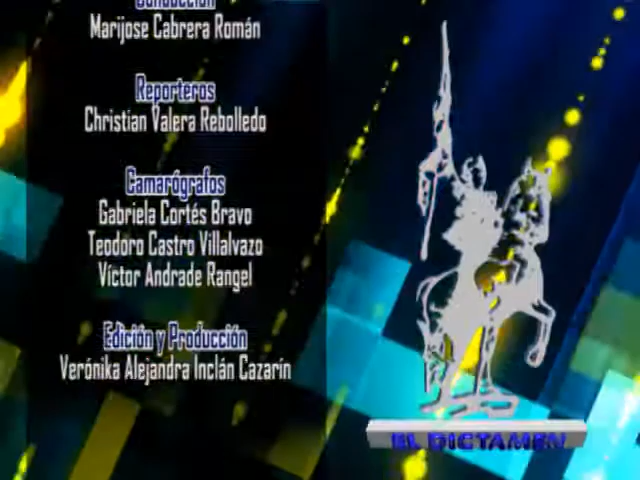 Conducción
Marijose Cabrera Román
Reporteros
Christian Valera Rebolledo
Camarógrafos
Gabriela Cortés Bravo
Teodoro Castro Villalvazo
Víctor Andrade Rangel
Edición y Producción
Verónika Alejandra Inclán Cazarín
EL DICTAMEN